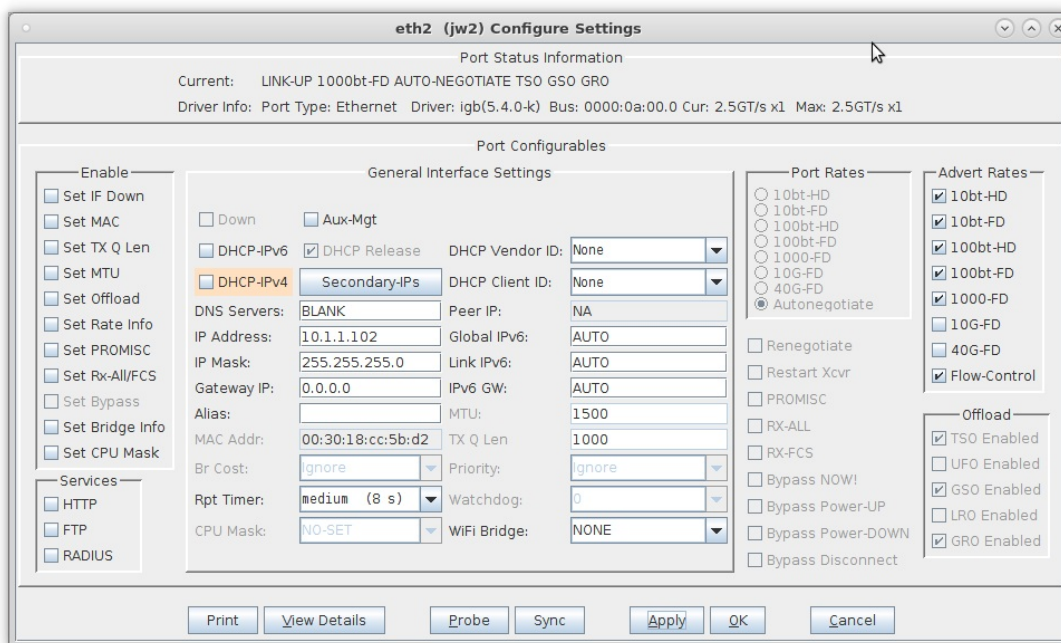 eth2 (jw2) Configure Settings
Port Status Information
Current: LINK-UP 1000bt-FD AUTO-NEGOTIATE TSO GSO GRO
Driver Info: Port Type: Ethernet Driver: igb(5.4.0-k) Bus: 0000:0a:00.0 Cur: 2.5GT/s x1 Max: 2.5GT/s x1
Port Configurables
Enable
Set IF Down
Set MAC
Set TX Q Len
Set MTU
Set Offload
Set Rate Info
Set PROMISC
Set Rx-All/FCS
Set Bypass
Set Bridge Info
Set CPU Mask
Services
HTTP
FTP
RADIUS
General Interface Settings
Down Aux-Mgt
DHCP-IPv6 DHCP Release DHCP Vendor ID: None
DHCP-IPv4 Secondary-IPs DHCP Client ID: None
DNS Servers: BLANK Peer IP: NA
IP Address: 10.1.1.102 Global IPv6: AUTO
IP Mask: 255.255.255.0 Link IPv6: AUTO
Gateway IP: 0.0.0.0 IPv6 GW: AUTO
Alias: MTU: 1500
MAC Addr: 00:30:18:cc:5b:d2 TX Q Len 1000
Br Cost: Ignore Priority: Ignore
Rpt Timer: medium (8 s) Watchdog: 0
CPU Mask: NO-SET WiFi Bridge: NONE
Port Rates
10bt-HD
10bt-FD
100bt-HD
100bt-FD
1000-FD
10G-FD
40G-FD
Autonegotiate
Renegotiate
Restart Xcvr
PROMISC
RX-ALL
RX-FCS
Bypass NOW!
Bypass Power-UP
Bypass Power-DOWN
Bypass Disconnect
Advert Rates
10bt-HD
10bt-FD
100bt-HD
100bt-FD
1000-FD
10G-FD
40G-FD
Flow-Control
Offload
TSO Enabled
UFO Enabled
GSO Enabled
LRO Enabled
GRO Enabled
Print View Details Probe Sync Apply OK Cancel